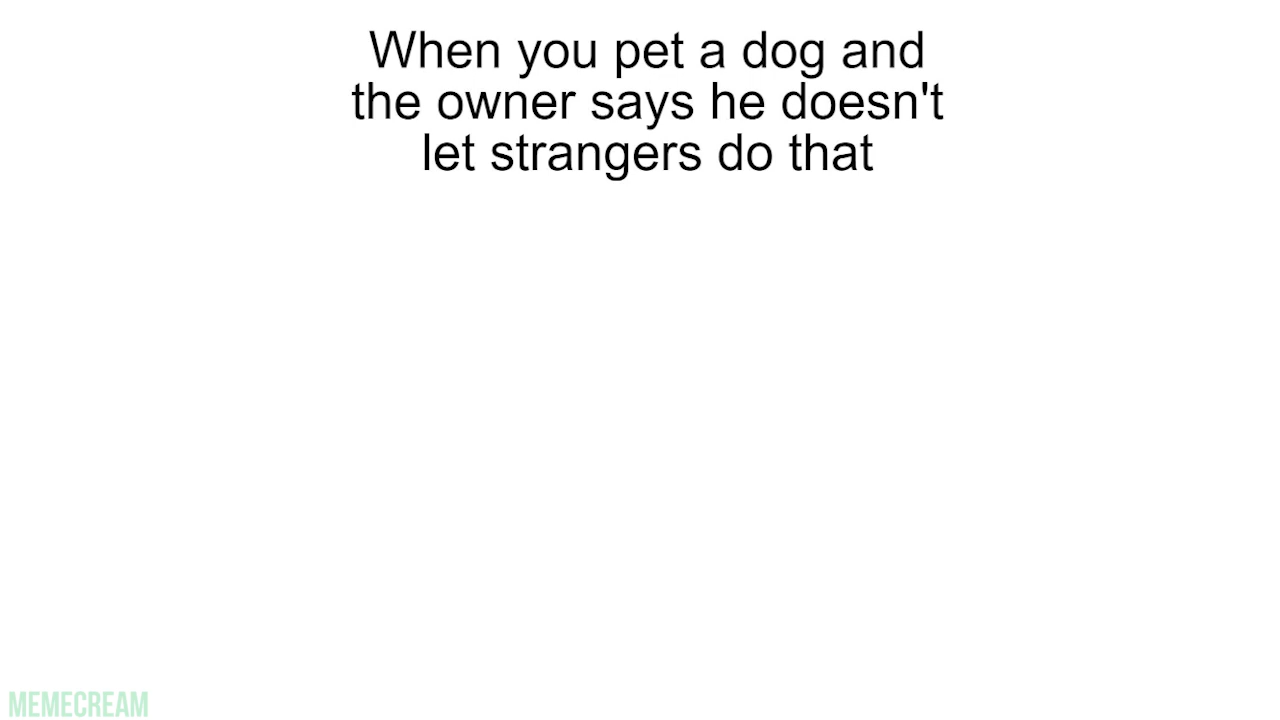 When you pet a dog and
the owner says he doesn't
let strangers do that
MEMECREAM